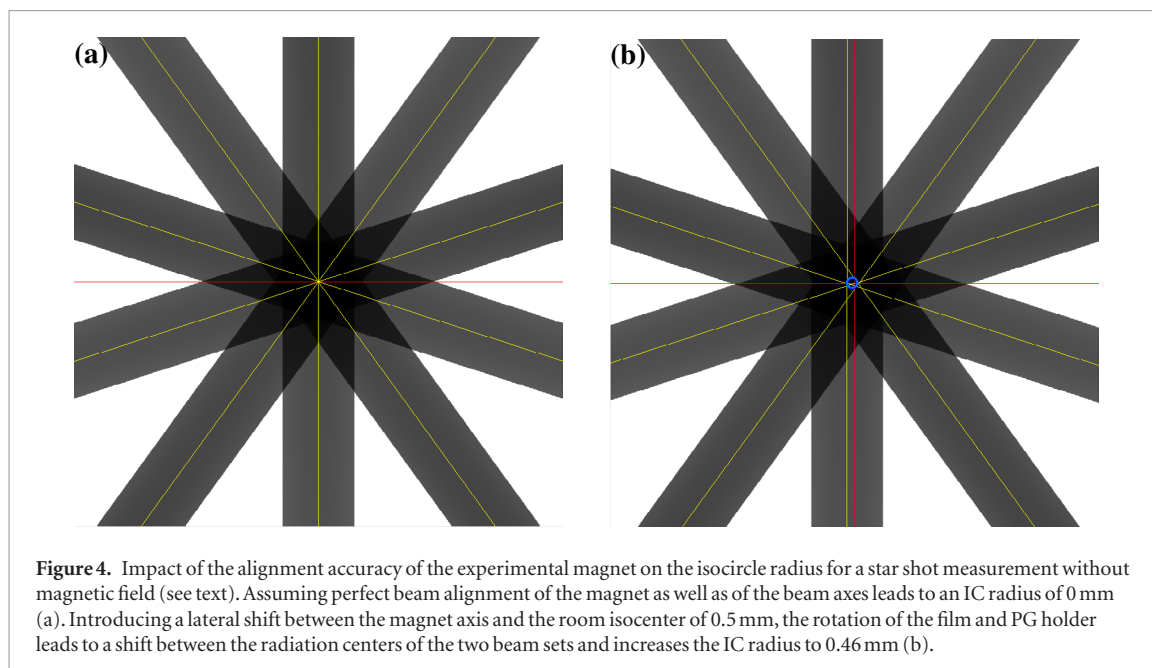 (a)
(b)
Figure 4. Impact of the alignment accuracy of the experimental magnet on the isocircle radius for a star shot measurement without
magnetic field (see text). Assuming perfect beam alignment of the magnet as well as of the beam axes leads to an IC radius of 0 mm
(a). Introducing a lateral shift between the magnet axis and the room isocenter of 0.5 mm, the rotation of the film and PG holder
leads to a shift between the radiation centers of the two beam sets and increases the IC radius to 0.46 mm (b).